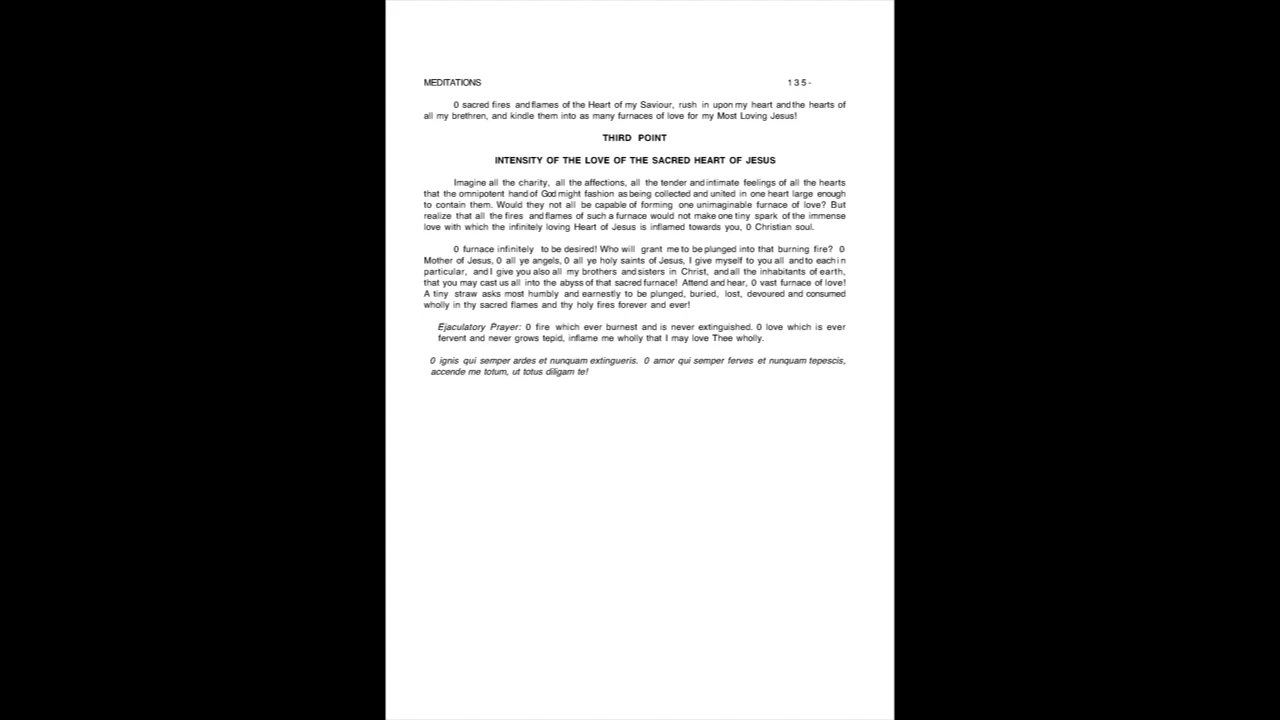 MEDITATIONS 135-
0 sacred fires and flames of the Heart of my Saviour, rush in upon my heart and the hearts of
all my brethren, and kindle them into as many furnaces of love for my Most Loving Jesus!
THIRD POINT
INTENSITY OF THE LOVE OF THE SACRED HEART OF JESUS
Imagine all the charity, all the affections, all the tender and intimate feelings of all the hearts
that the omnipotent hand of God might fashion as being collected and united in one heart large enough
to contain them. Would they not all be capable of forming one unimaginable furnace of love? But
realize that all the fires and flames of such a furnace would not make one tiny spark of the immense
love with which the infinitely loving Heart of Jesus is inflamed towards you, 0 Christian soul.
0 furnace infinitely to be desired! Who will grant me to be plunged into that burning fire? 0
Mother of Jesus, 0 all ye angels, 0 all ye holy saints of Jesus, I give myself to you all and to each in
particular, and I give you also all my brothers and sisters in Christ, and all the inhabitants of earth,
that you may cast us all into the abyss of that sacred furnace! Attend and hear, 0 vast furnace of love!
A tiny straw asks most humbly and earnestly to be plunged, buried, lost, devoured and consumed
wholly in thy sacred flames and thy holy fires forever and ever!
Ejaculatory Prayer: 0 fire which ever burnest and is never extinguished. 0 love which is ever
fervent and never grows tepid, inflame me wholly that I may love Thee wholly.
0 ignis qui semper ardes et nunquam extingueris. 0 amor qui semper ferves et nunquam tepescis,
accende me totum, ut totus diligam te!